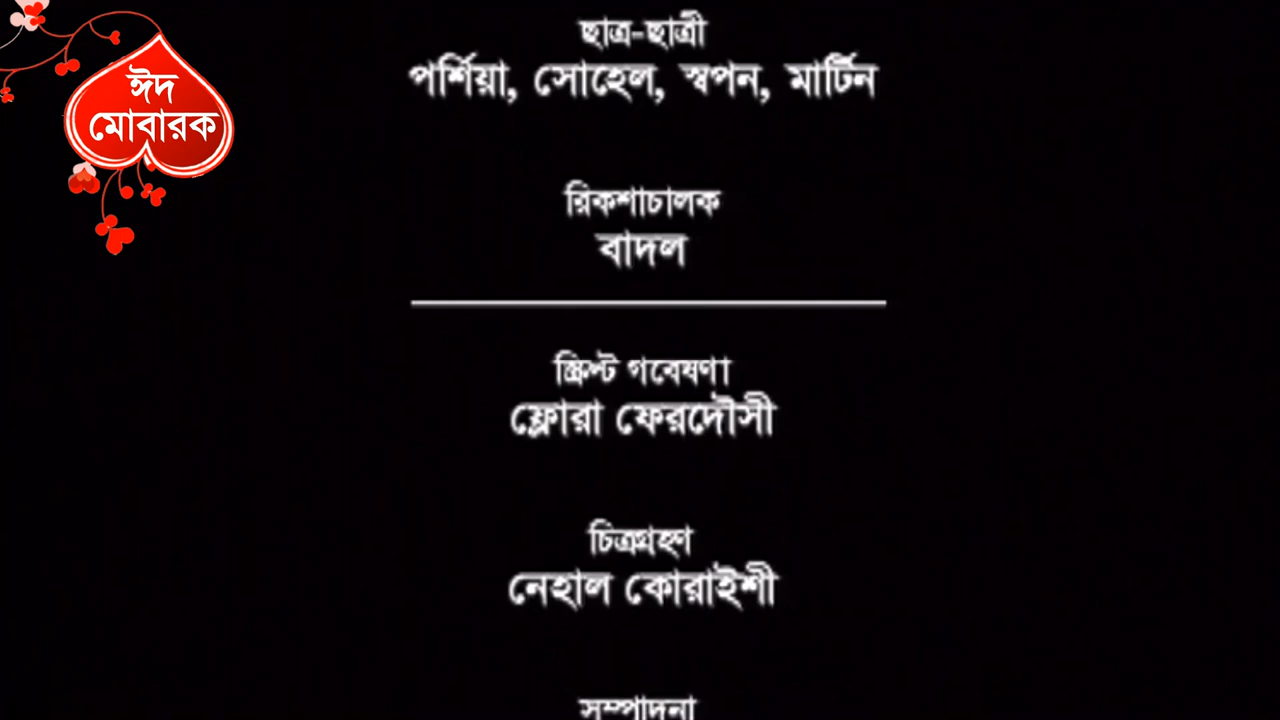 ঈদ
মোবারক
ছাত্র-ছাত্রী
পর্শিয়া, সোহেল, স্বপন, মার্টিন
রিকশাচালক
বাদল
স্ক্রিপ্ট গবেষণা
ফ্লোরা ফেরদৌসী
চিত্রগ্রহণ
নেহাল কোরাইশী
সম্পাদনা